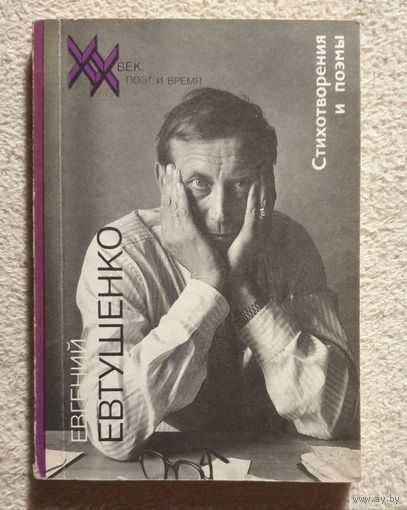 XX
ВЕК.
ПОЭТ И ВРЕМЯ
Стихотворения
и поэмы
ЕВГЕНИЙ
ЕВТУШЕНКО
www.ay.by